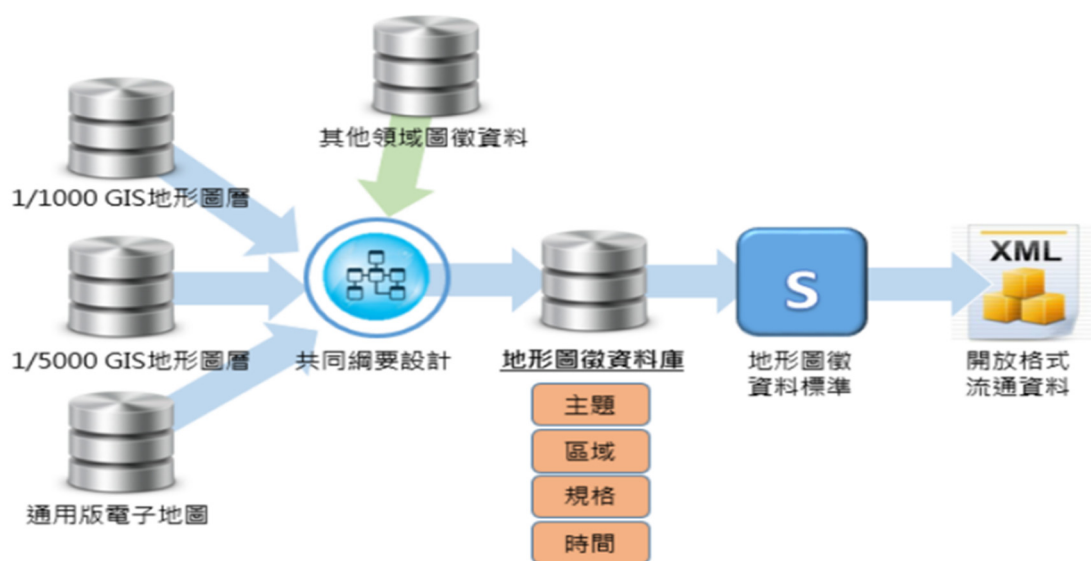 其他領域圖徵資料
1/1000 GIS地形圖層
1/5000 GIS地形圖層
通用版電子地圖
共同綱要設計
地形圖徵資料庫
主題
區域
規格
時間
S
地形圖徵
資料標準
XML
開放格式
流通資料